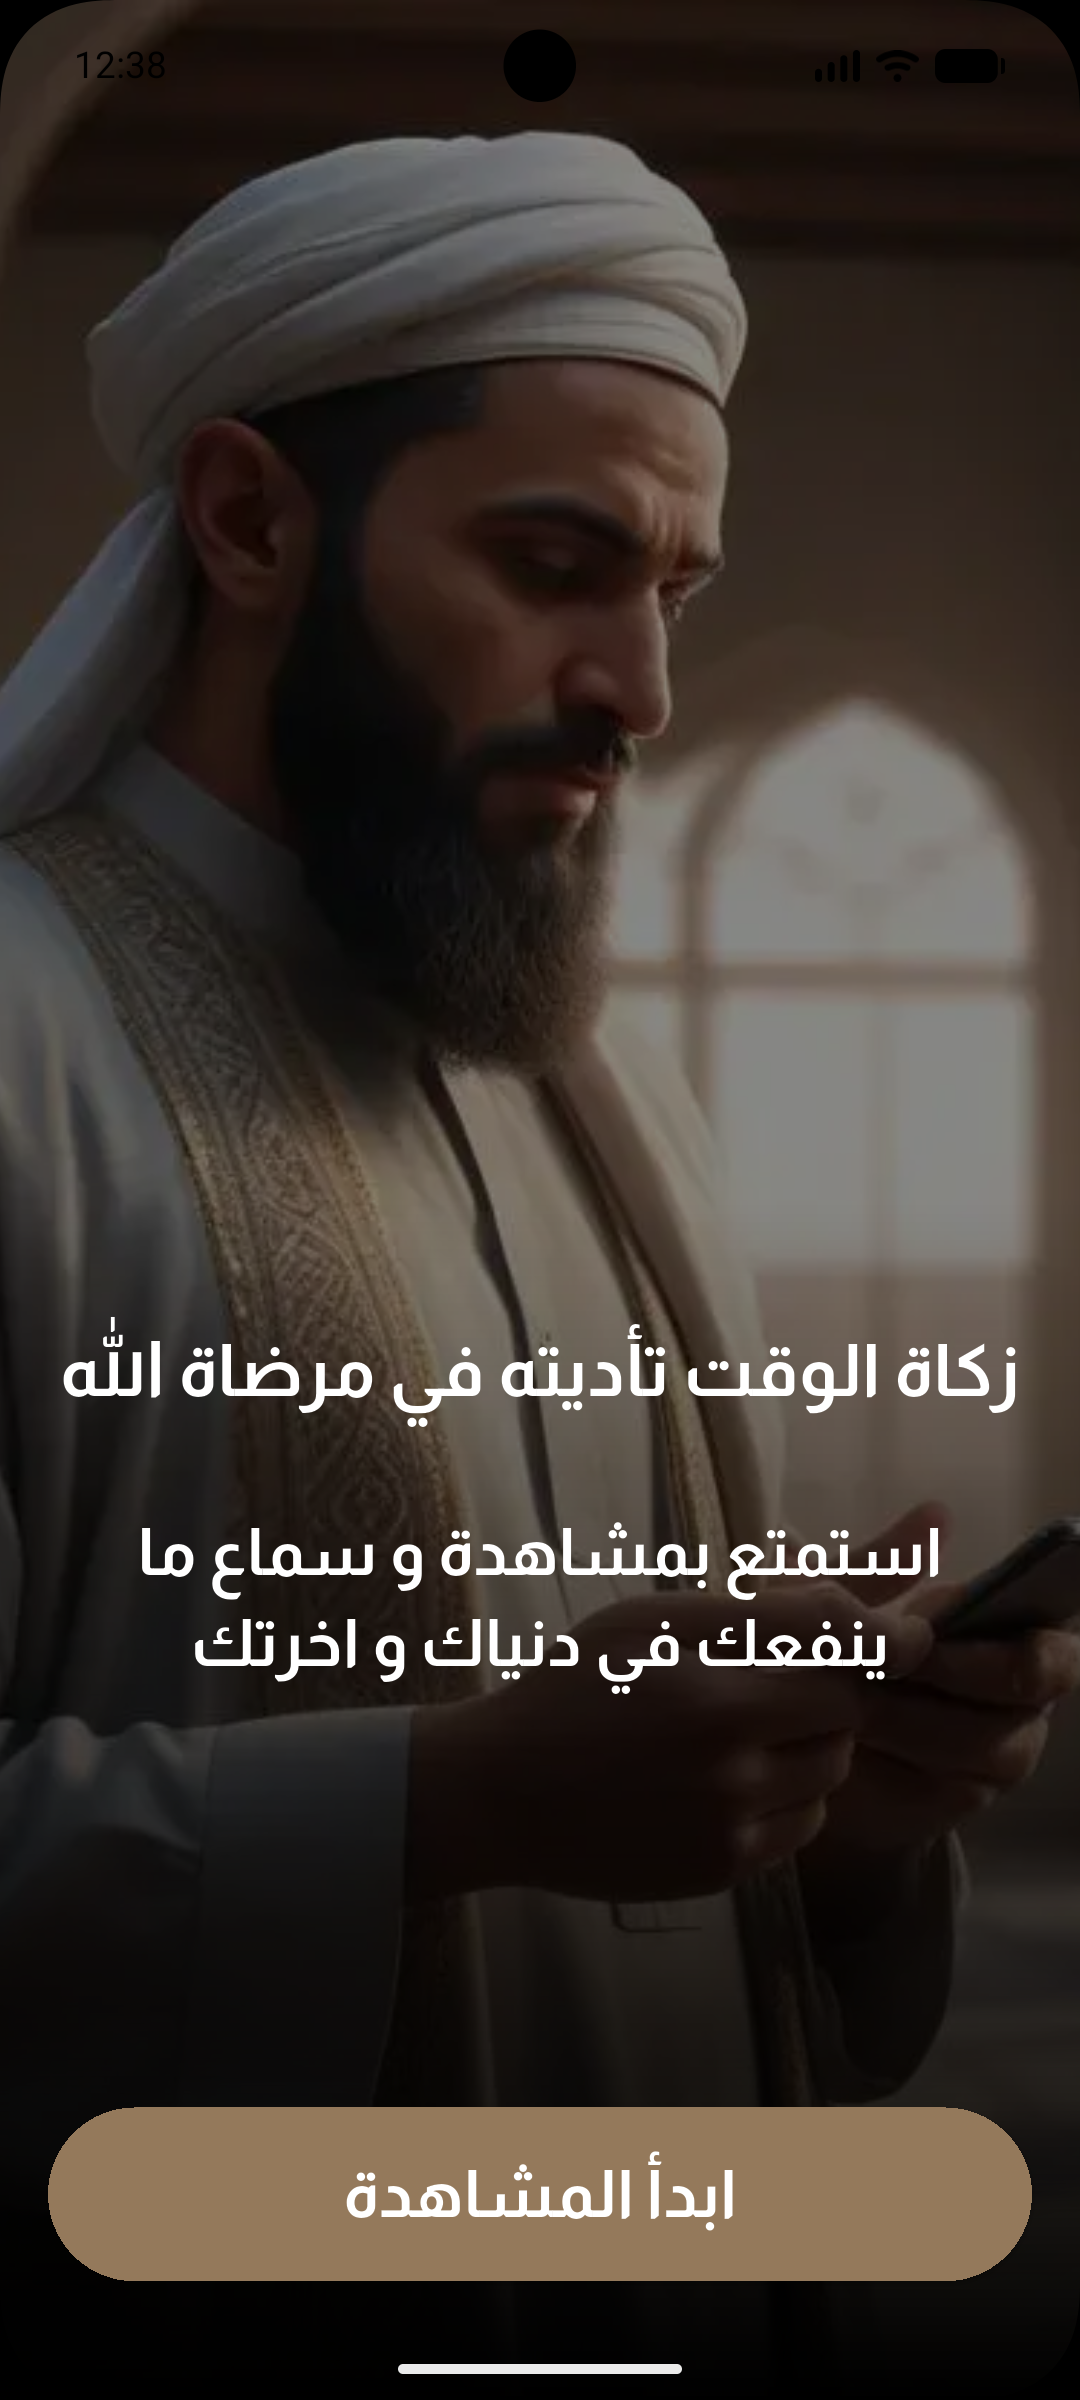 12:38
زكاة الوقت تأديته في مرضاة الله
استمتع بمشاهدة و سماع ما
ينفعك في دنياك و اخرتك
ابدأ المشاهدة